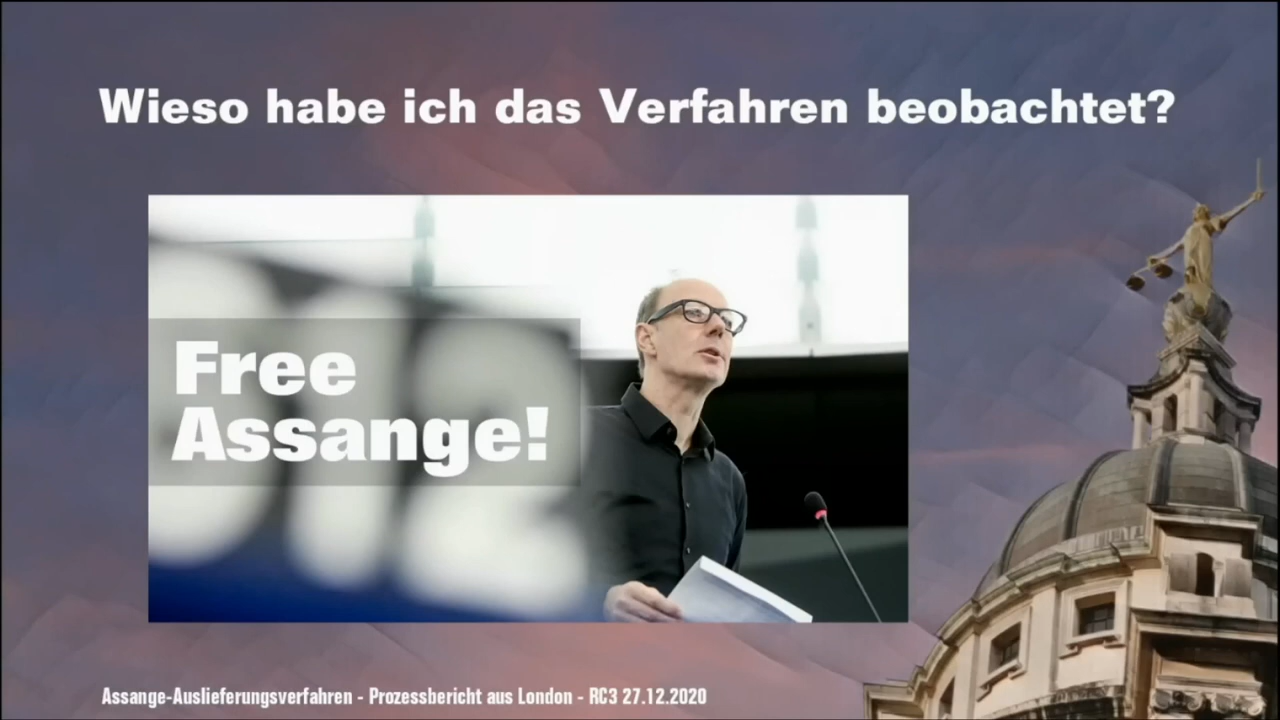 Wieso habe ich das Verfahren beobachtet?
Free
Assange!
Assange-Auslieferungsverfahren - Prozessbericht aus London - RC3 27.12.2020